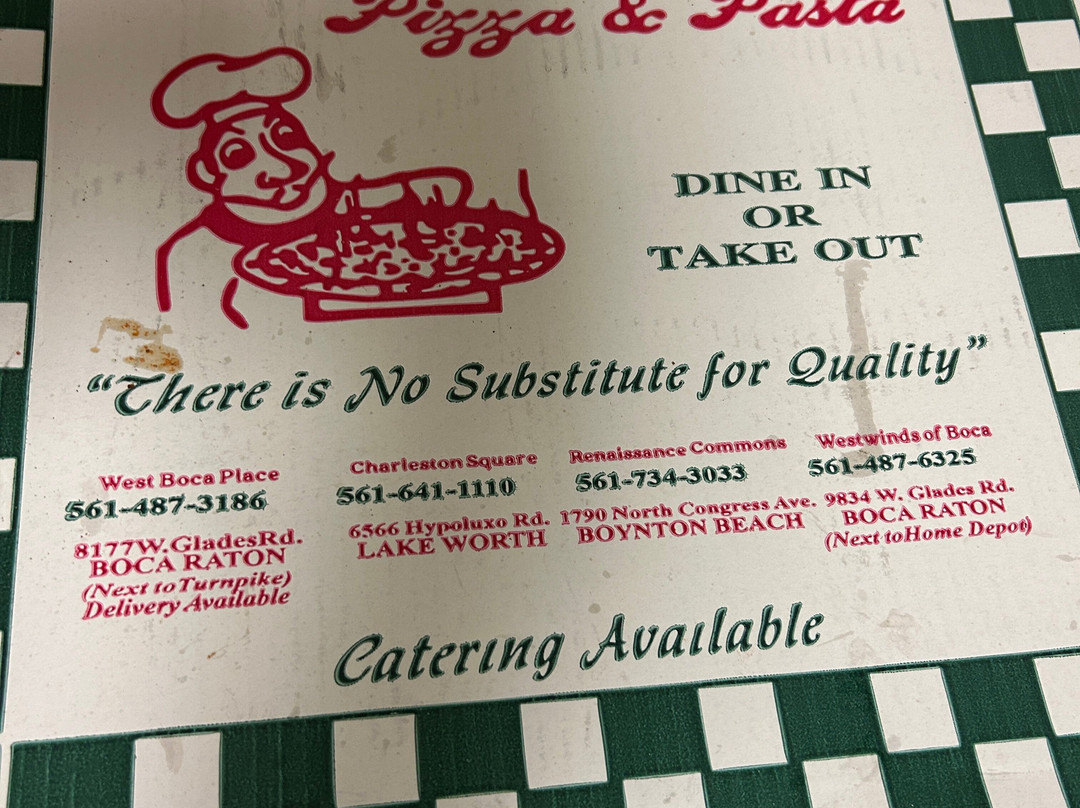 Pizza & Pasta
DINE IN
OR
TAKE OUT
"There is No Substitute for Quality"
West Boca Place
561-487-3186
8177 W. Glades Rd.
BOCA RATON
(Next to Turnpike)
Delivery Available
Charleston Square
561-641-1110
6566 Hypoluxo Rd.
LAKE WORTH
Renaissance Commons
561-734-3033
1790 North Congress Ave.
BOYNTON BEACH
Westwinds of Boca
561-487-6325
9834 W. Glades Rd.
BOCA RATON
(Next to Home Depot)
Catering Available